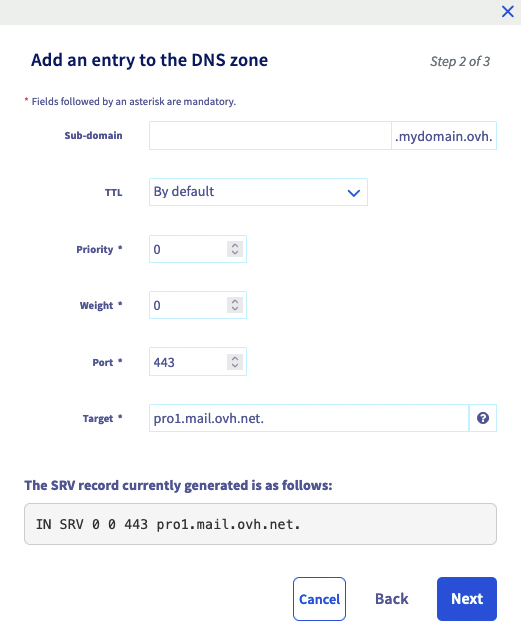 Add an entry to the DNS zone
Step 2 of 3
* Fields followed by an asterisk are mandatory.
Sub-domain
.mydomain.ovh.
TTL
By default
Priority *
0
Weight *
0
Port *
443
Target *
pro1.mail.ovh.net.
?
The SRV record currently generated is as follows:
IN SRV 0 0 443 pro1.mail.ovh.net.
Cancel
Back
Next